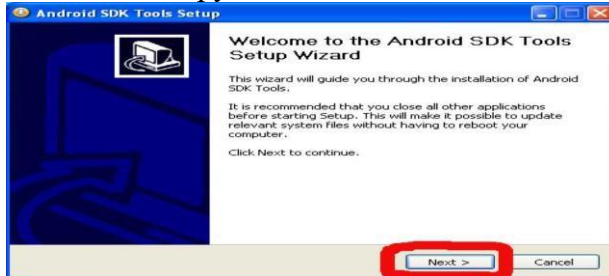 Android SDK Tools Setup
Welcome to the Android SDK Tools
Setup Wizard
This wizard will guide you through the installation of Android
SDK Tools.
It is recommended that you close all other applications
before starting Setup. This will make it possible to update
relevant system files without having to reboot your
computer.
Click Next to continue.
Next >
Cancel